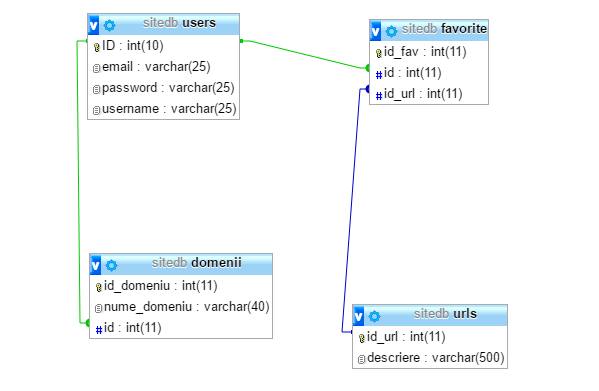 v sitedb users
ID : int(10)
email : varchar(25)
password : varchar(25)
username : varchar(25)
v sitedb favorite
id_fav : int(11)
# id : int(11)
# id_url : int(11)
v sitedb domenii
id_domeniu : int(11)
nume_domeniu : varchar(40)
# id : int(11)
v sitedb urls
id_url : int(11)
descriere : varchar(500)